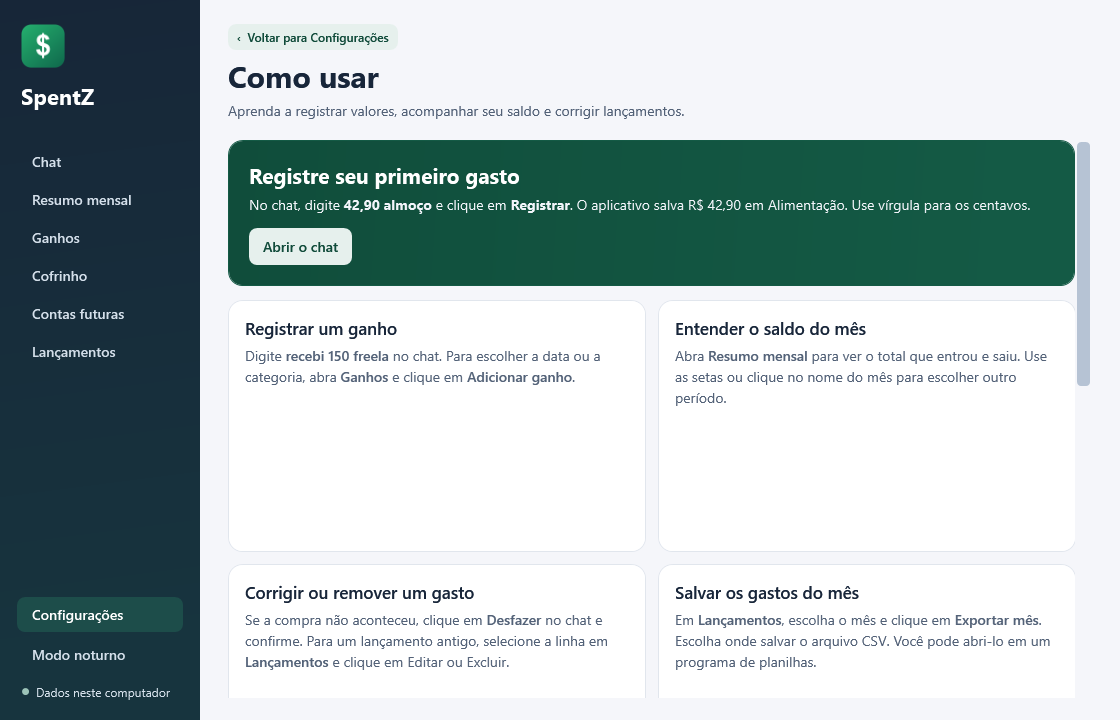 $
SpentZ
Chat
Resumo mensal
Ganhos
Cofrinho
Contas futuras
Lançamentos
Configurações
Modo noturno
Dados neste computador
‹ Voltar para Configurações
Como usar
Aprenda a registrar valores, acompanhar seu saldo e corrigir lançamentos.
Registre seu primeiro gasto
No chat, digite 42,90 almoço e clique em Registrar. O aplicativo salva R$ 42,90 em Alimentação. Use vírgula para os centavos.
Abrir o chat
Registrar um ganho
Digite recebi 150 freela no chat. Para escolher a data ou a
categoria, abra Ganhos e clique em Adicionar ganho.
Entender o saldo do mês
Abra Resumo mensal para ver o total que entrou e saiu. Use
as setas ou clique no nome do mês para escolher outro
período.
Corrigir ou remover um gasto
Se a compra não aconteceu, clique em Desfazer no chat e
confirme. Para um lançamento antigo, selecione a linha em
Lançamentos e clique em Editar ou Excluir.
Salvar os gastos do mês
Em Lançamentos, escolha o mês e clique em Exportar mês.
Escolha onde salvar o arquivo CSV. Você pode abri-lo em um
programa de planilhas.